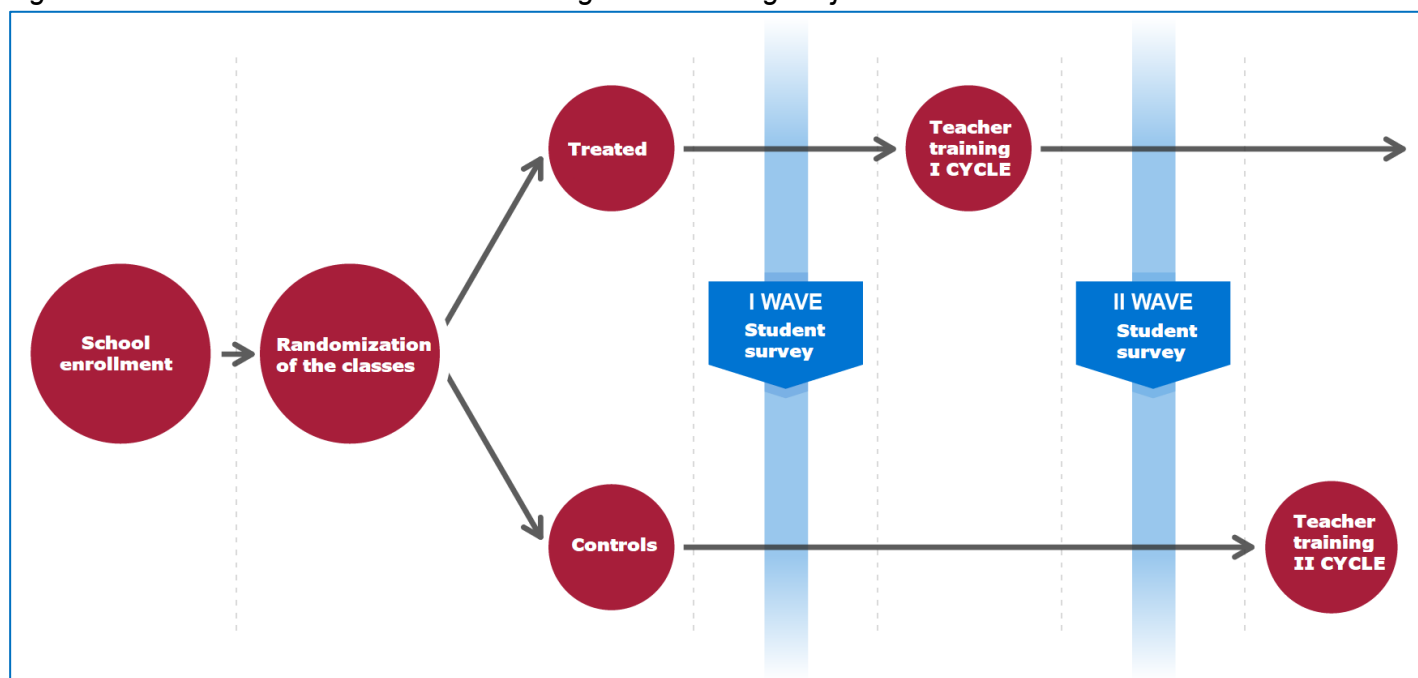 Treated
Teacher
training
I CYCLE
I WAVE
Student
survey
II WAVE
Student
survey
School
enrollment
Randomization
of the classes
Controls
Teacher
training
II CYCLE